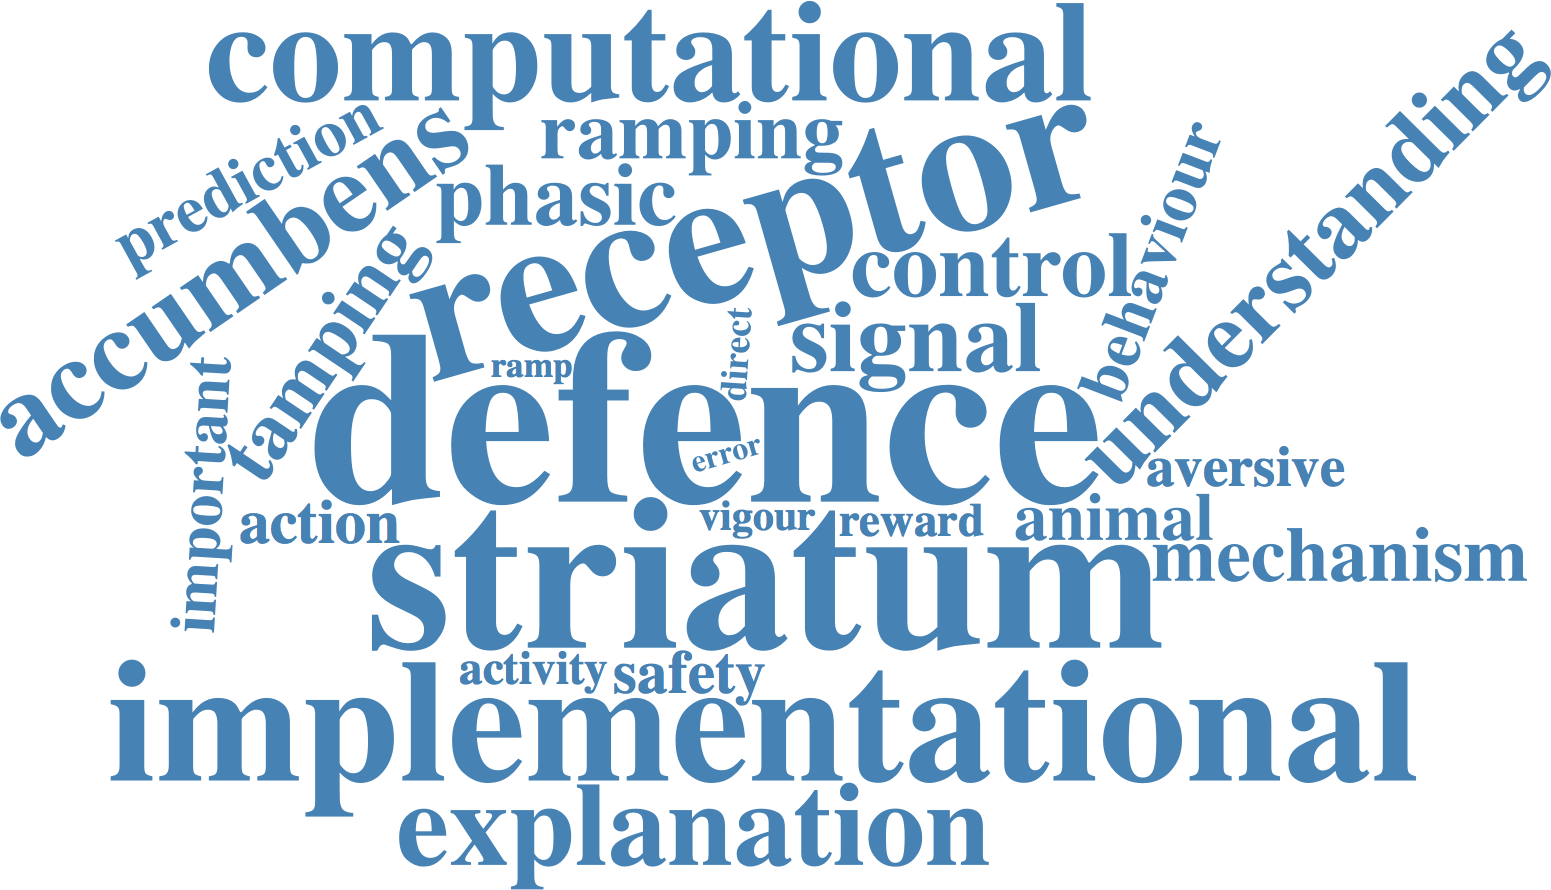 computational
ramping
prediction
accumbens
phasic
receptor
control
behaviour
understanding
tamping
signal
direct
ramp
defence
important
error
aversive
action
vigour
reward
animal
striatum
mechanism
activity
safety
implementational
explanation